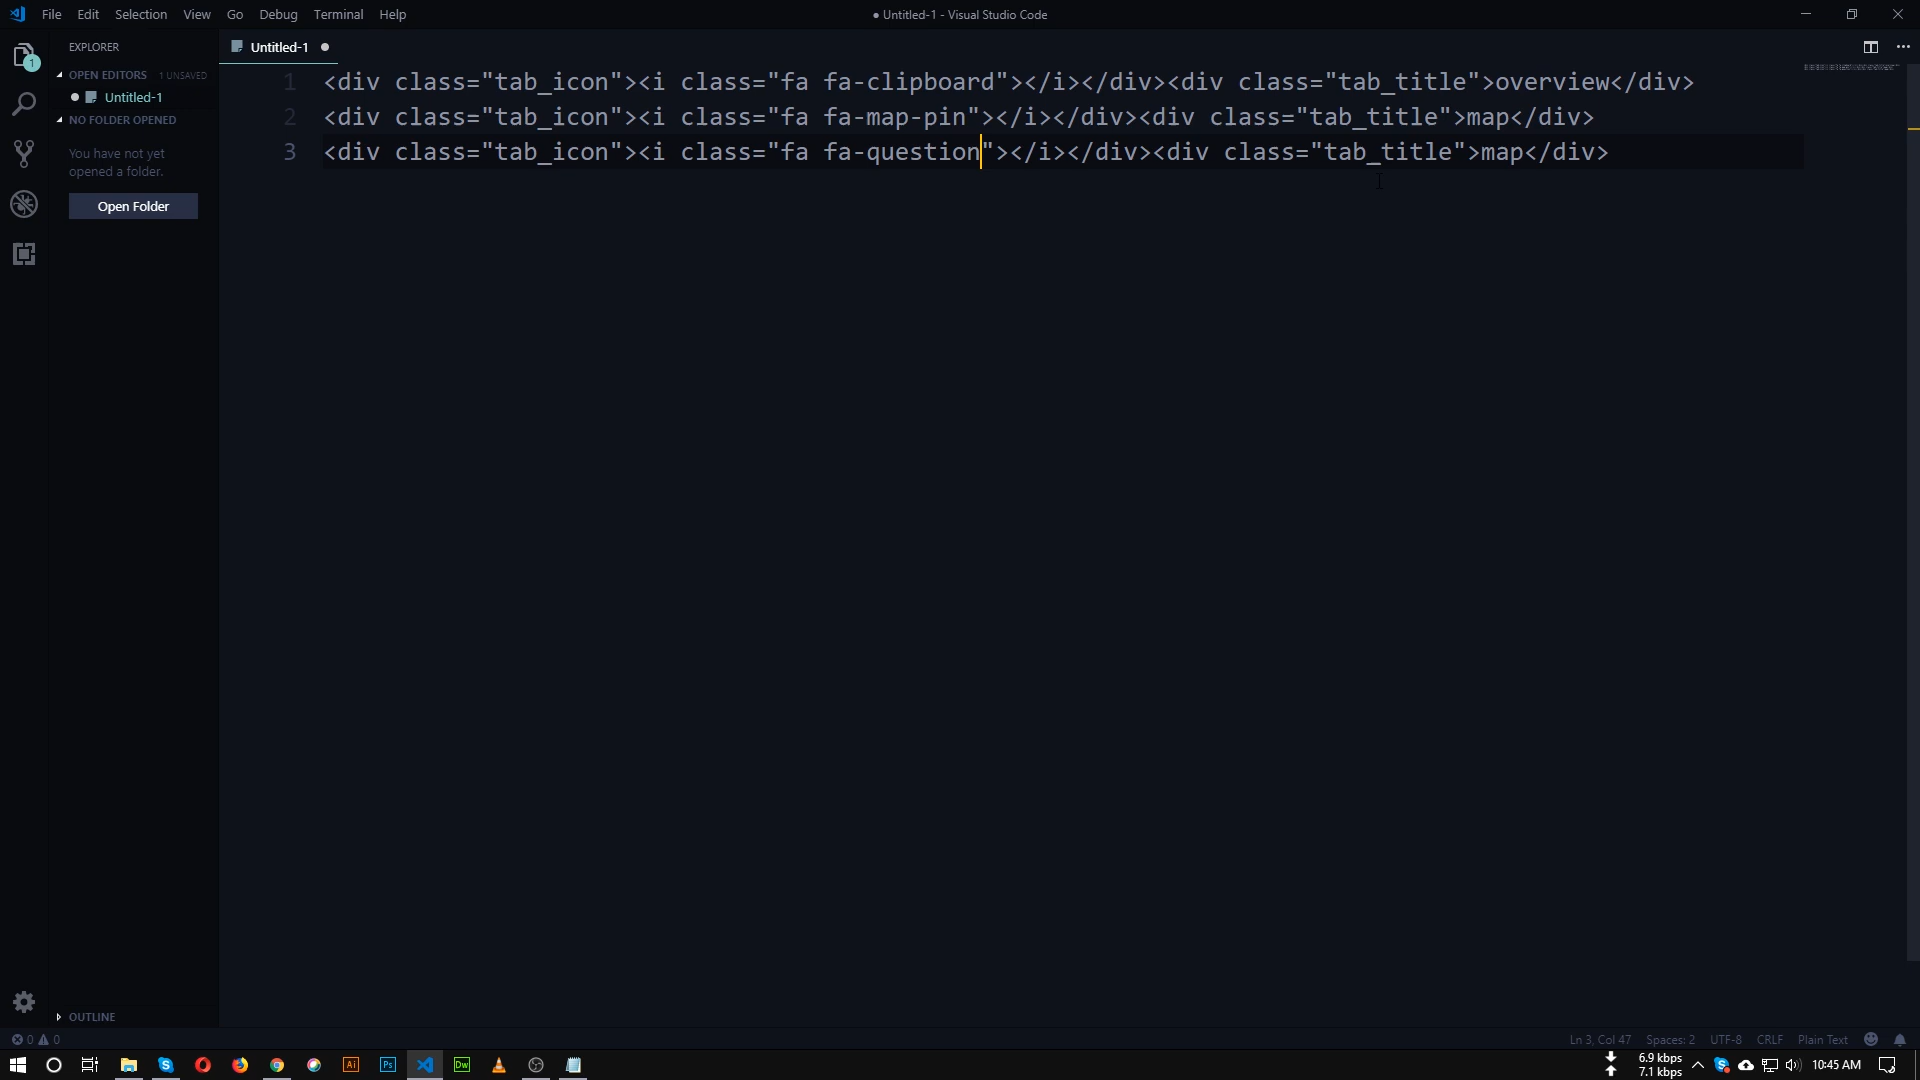 File Edit Selection View Go Debug Terminal Help
● Untitled-1 - Visual Studio Code
EXPLORER
Untitled-1
OPEN EDITORS 1 UNSAVED
Untitled-1
NO FOLDER OPENED
You have not yet
opened a folder.
Open Folder
1
1 <div class="tab_icon"><i class="fa fa-clipboard"></i></div><div class="tab_title">overview</div>
2 <div class="tab_icon"><i class="fa fa-map-pin"></i></div><div class="tab_title">map</div>
3 <div class="tab_icon"><i class="fa fa-question"></i></div><div class="tab_title">map</div>
OUTLINE
0 0
Ln 3, Col 47 Spaces: 2 UTF-8 CRLF Plain Text
Ai Ps Dw
6.9 kbps
7.1 kbps
10:45 AM